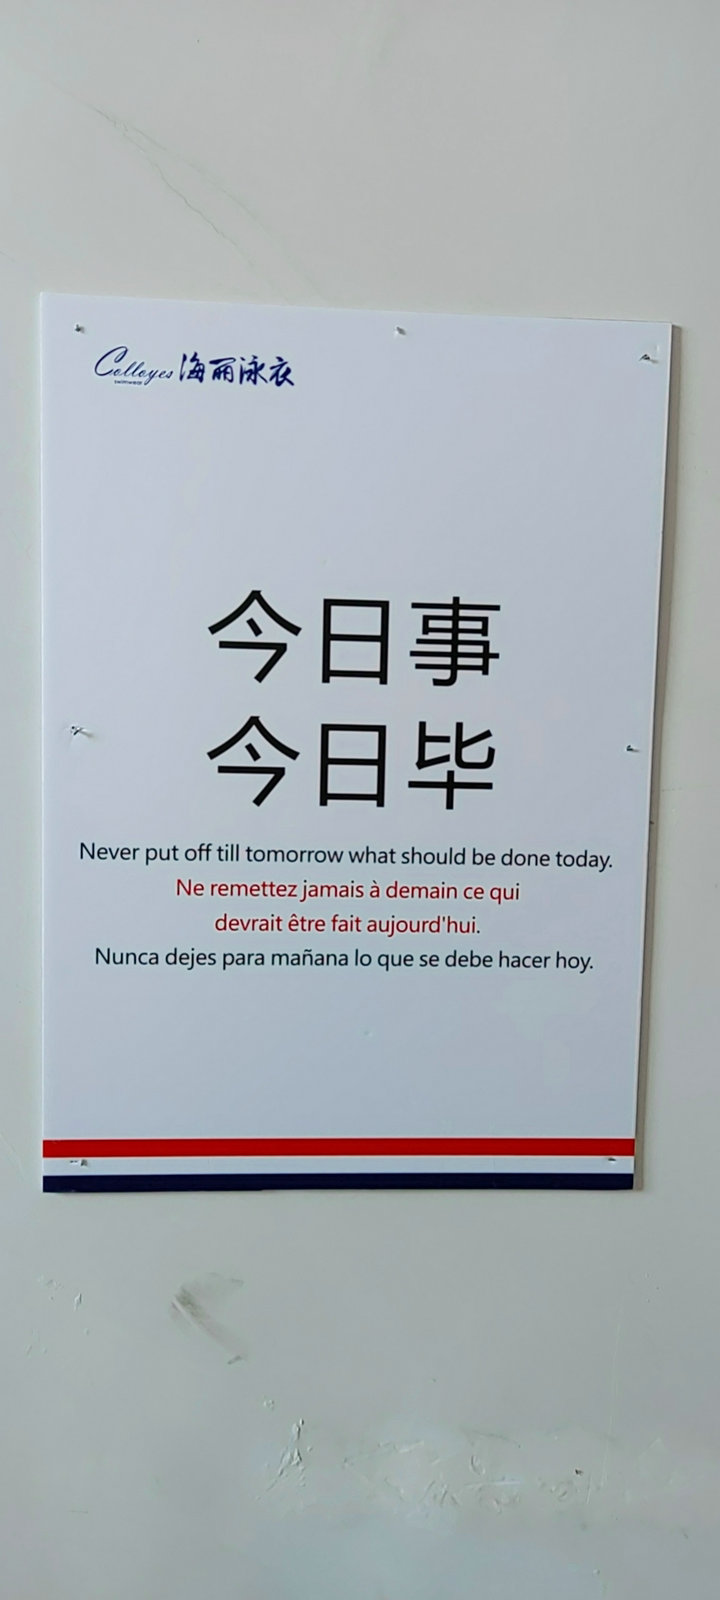 Colloyes 海丽泳衣
swimwear
今日事
今日毕
Never put off till tomorrow what should be done today.
Ne remettez jamais à demain ce qui
devrait être fait aujourd'hui.
Nunca dejes para mañana lo que se debe hacer hoy.